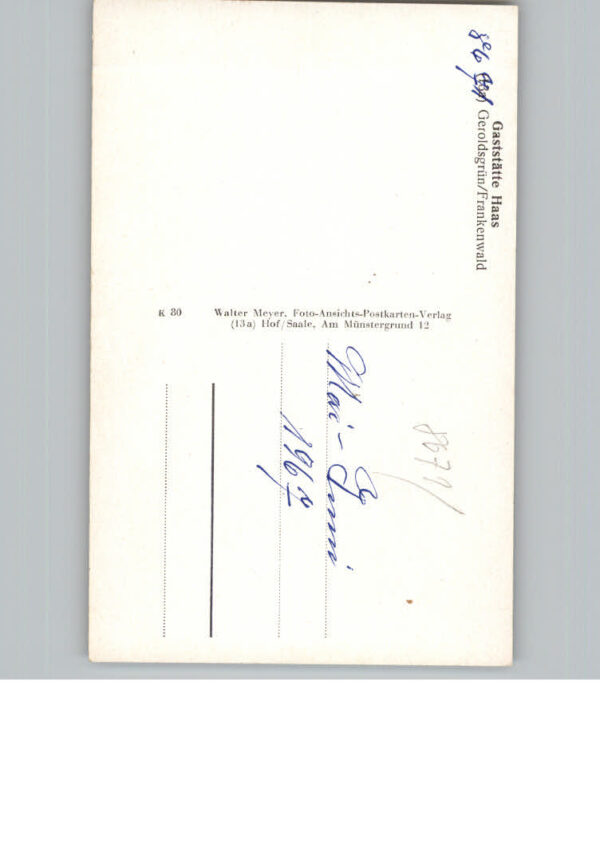 Gaststätte Haas
Geroldsgrün/Frankenwald
K 80
Walter Meyer, Foto-Ansichts-Postkarten-Verlag
(13a) Hof/Saale, Am Münstergrund 12
Mai - Juni
1967